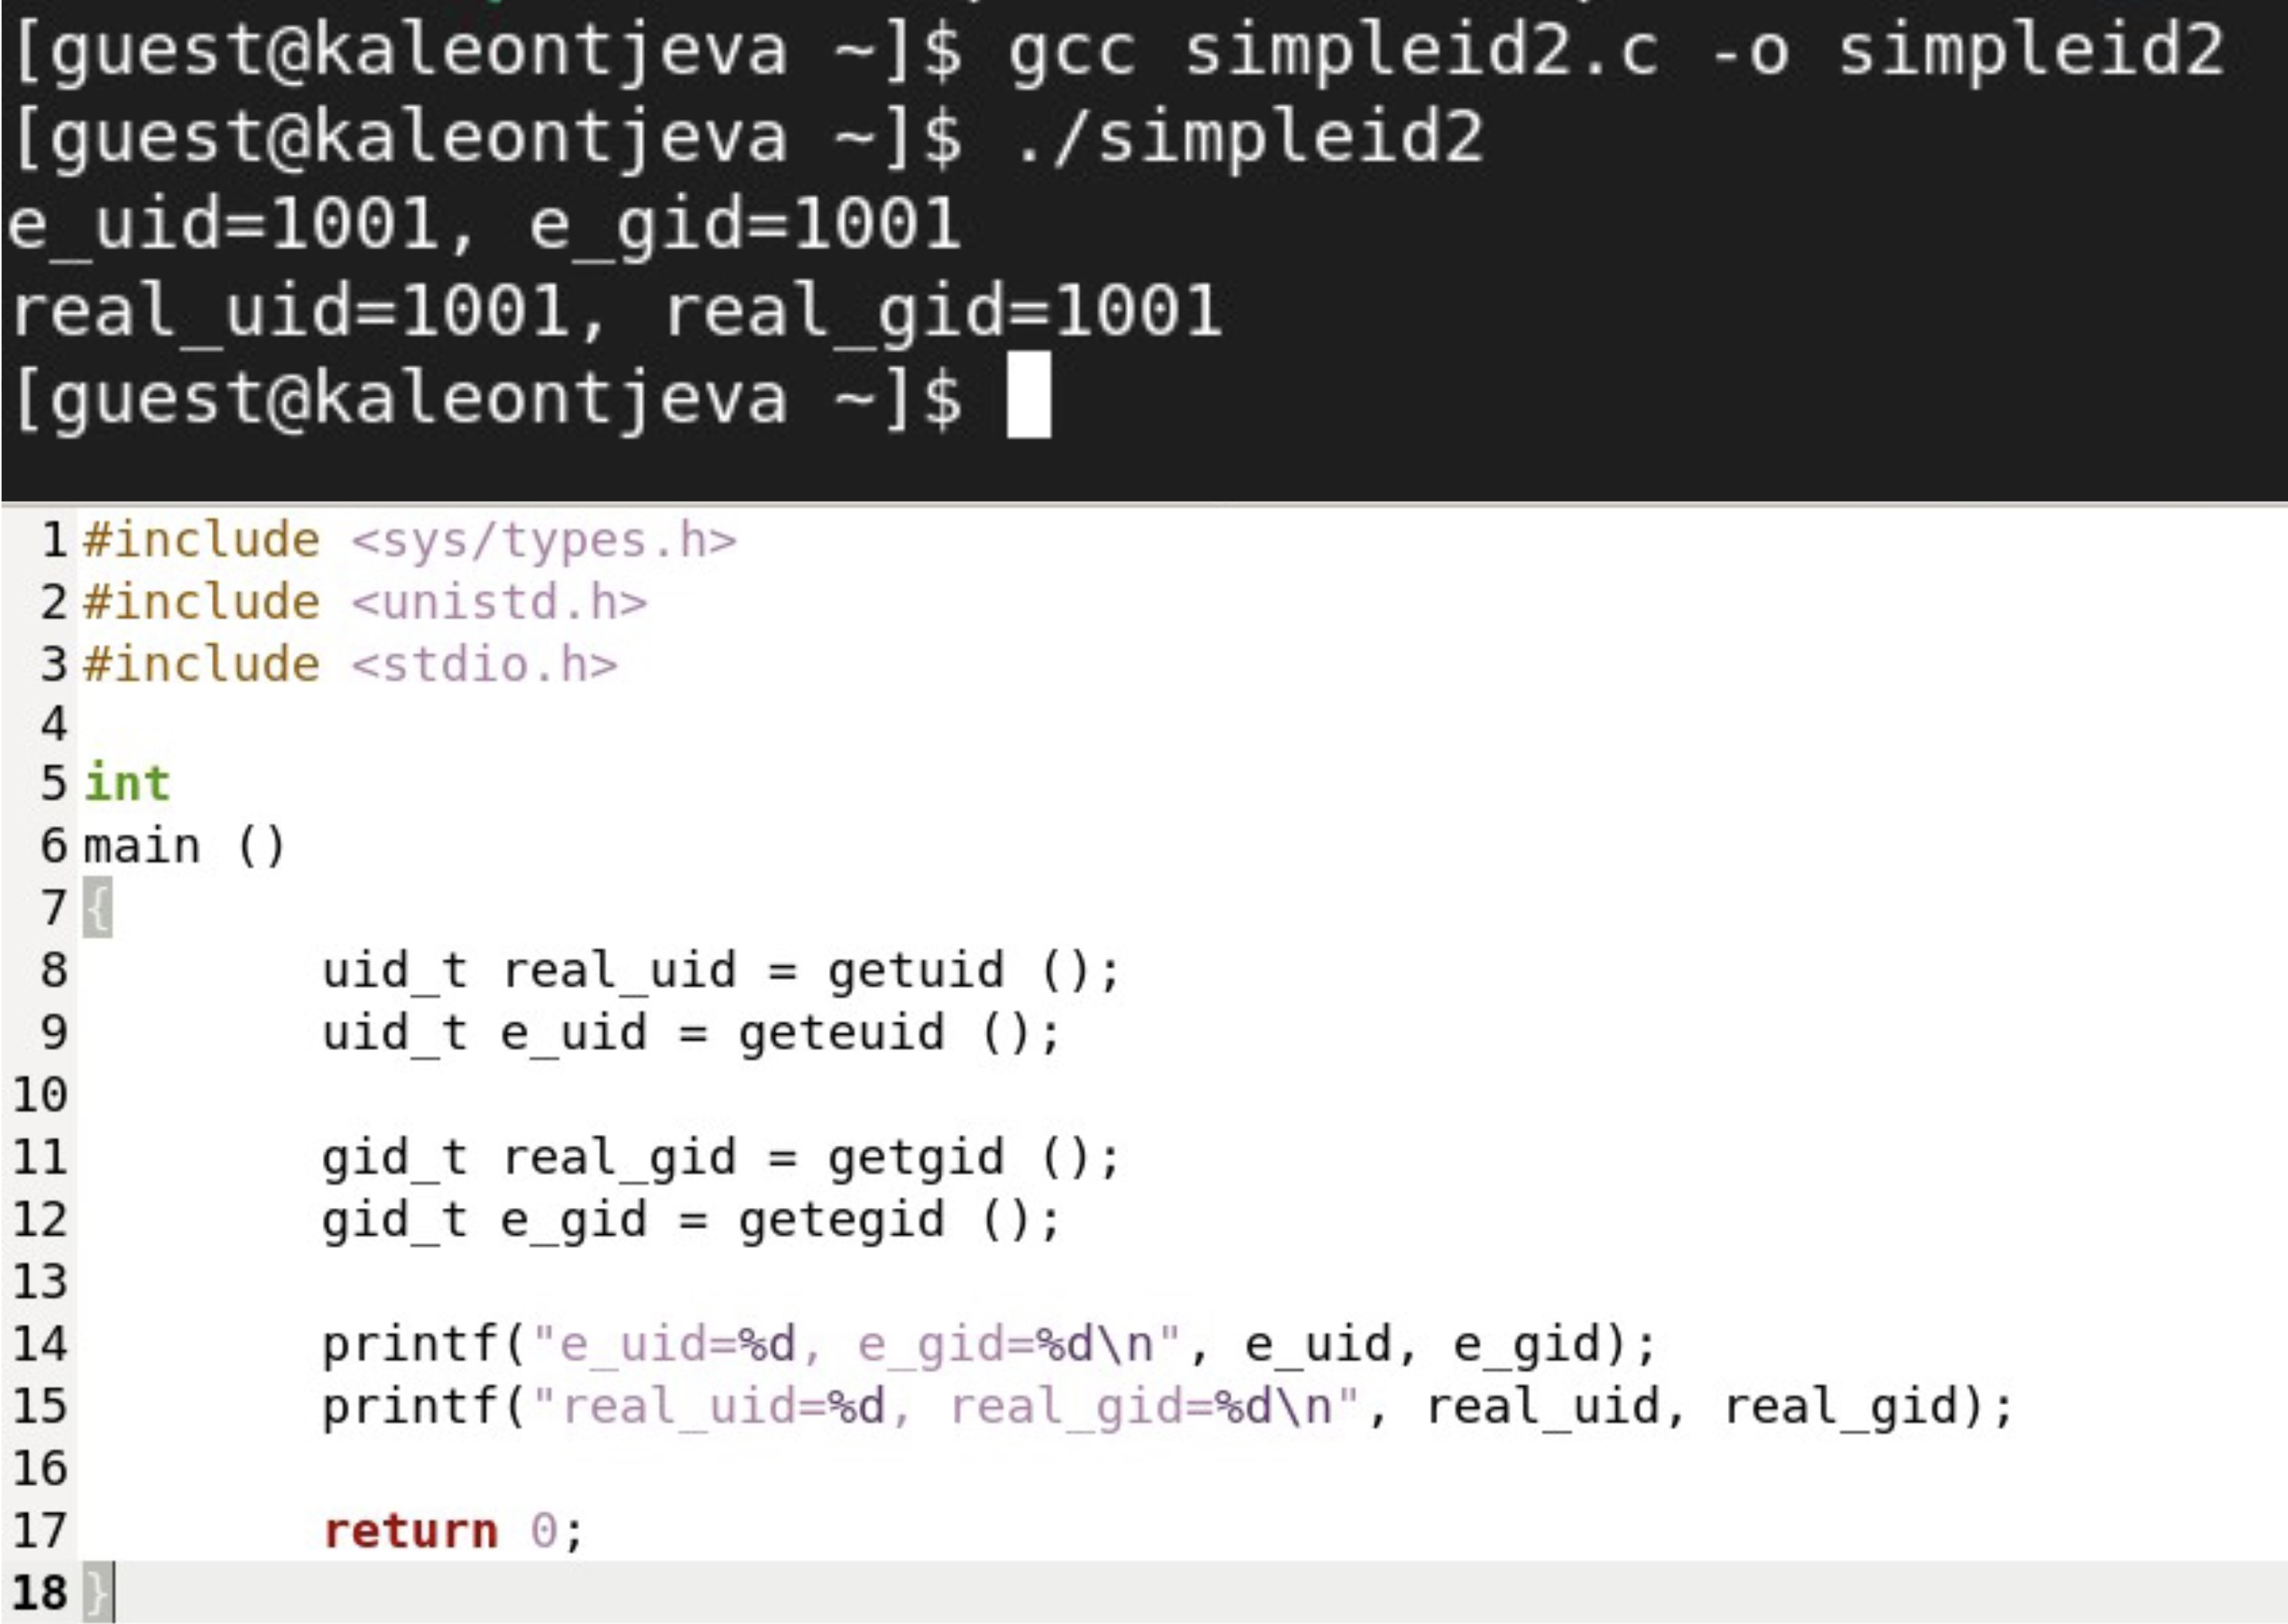 [guest@kaleontjeva ~]$ gcc simpleid2.c -o simpleid2
[guest@kaleontjeva ~]$ ./simpleid2
e_uid=1001, e_gid=1001
real_uid=1001, real_gid=1001
[guest@kaleontjeva ~]$
1 #include <sys/types.h>
2 #include <unistd.h>
3 #include <stdio.h>
4
5 int
6 main ()
7 {
8         uid_t real_uid = getuid ();
9         uid_t e_uid = geteuid ();
10
11         gid_t real_gid = getgid ();
12         gid_t e_gid = getegid ();
13
14         printf("e_uid=%d, e_gid=%d\n", e_uid, e_gid);
15         printf("real_uid=%d, real_gid=%d\n", real_uid, real_gid);
16
17         return 0;
18 }